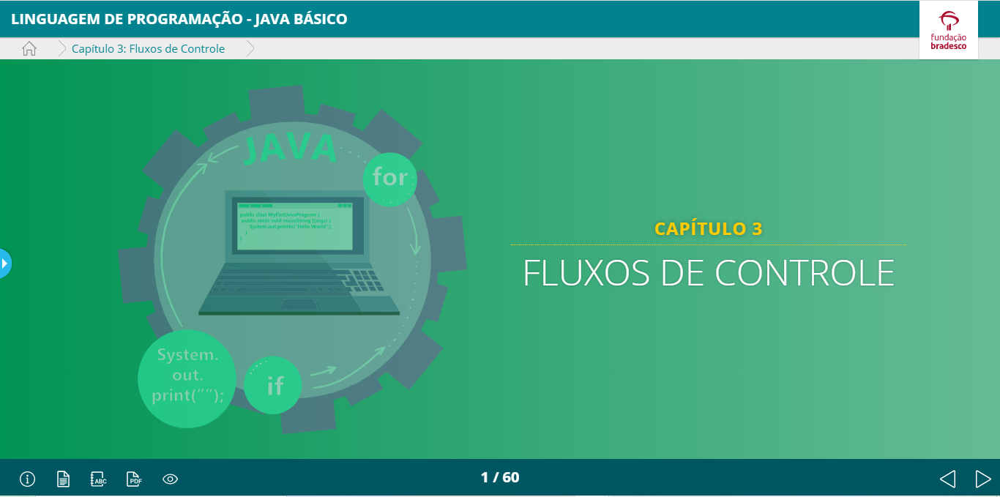 LINGUAGEM DE PROGRAMAÇÃO - JAVA BÁSICO
fundação
bradesco
Capítulo 3: Fluxos de Controle
JAVA
for
public class MyFirstJavaProgram {
public static void main(String []args) {
System.out.println("Hello World");
}
}
CAPÍTULO 3
FLUXOS DE CONTROLE
System.
out.
print("");
if
ABC
PDF
1 / 60